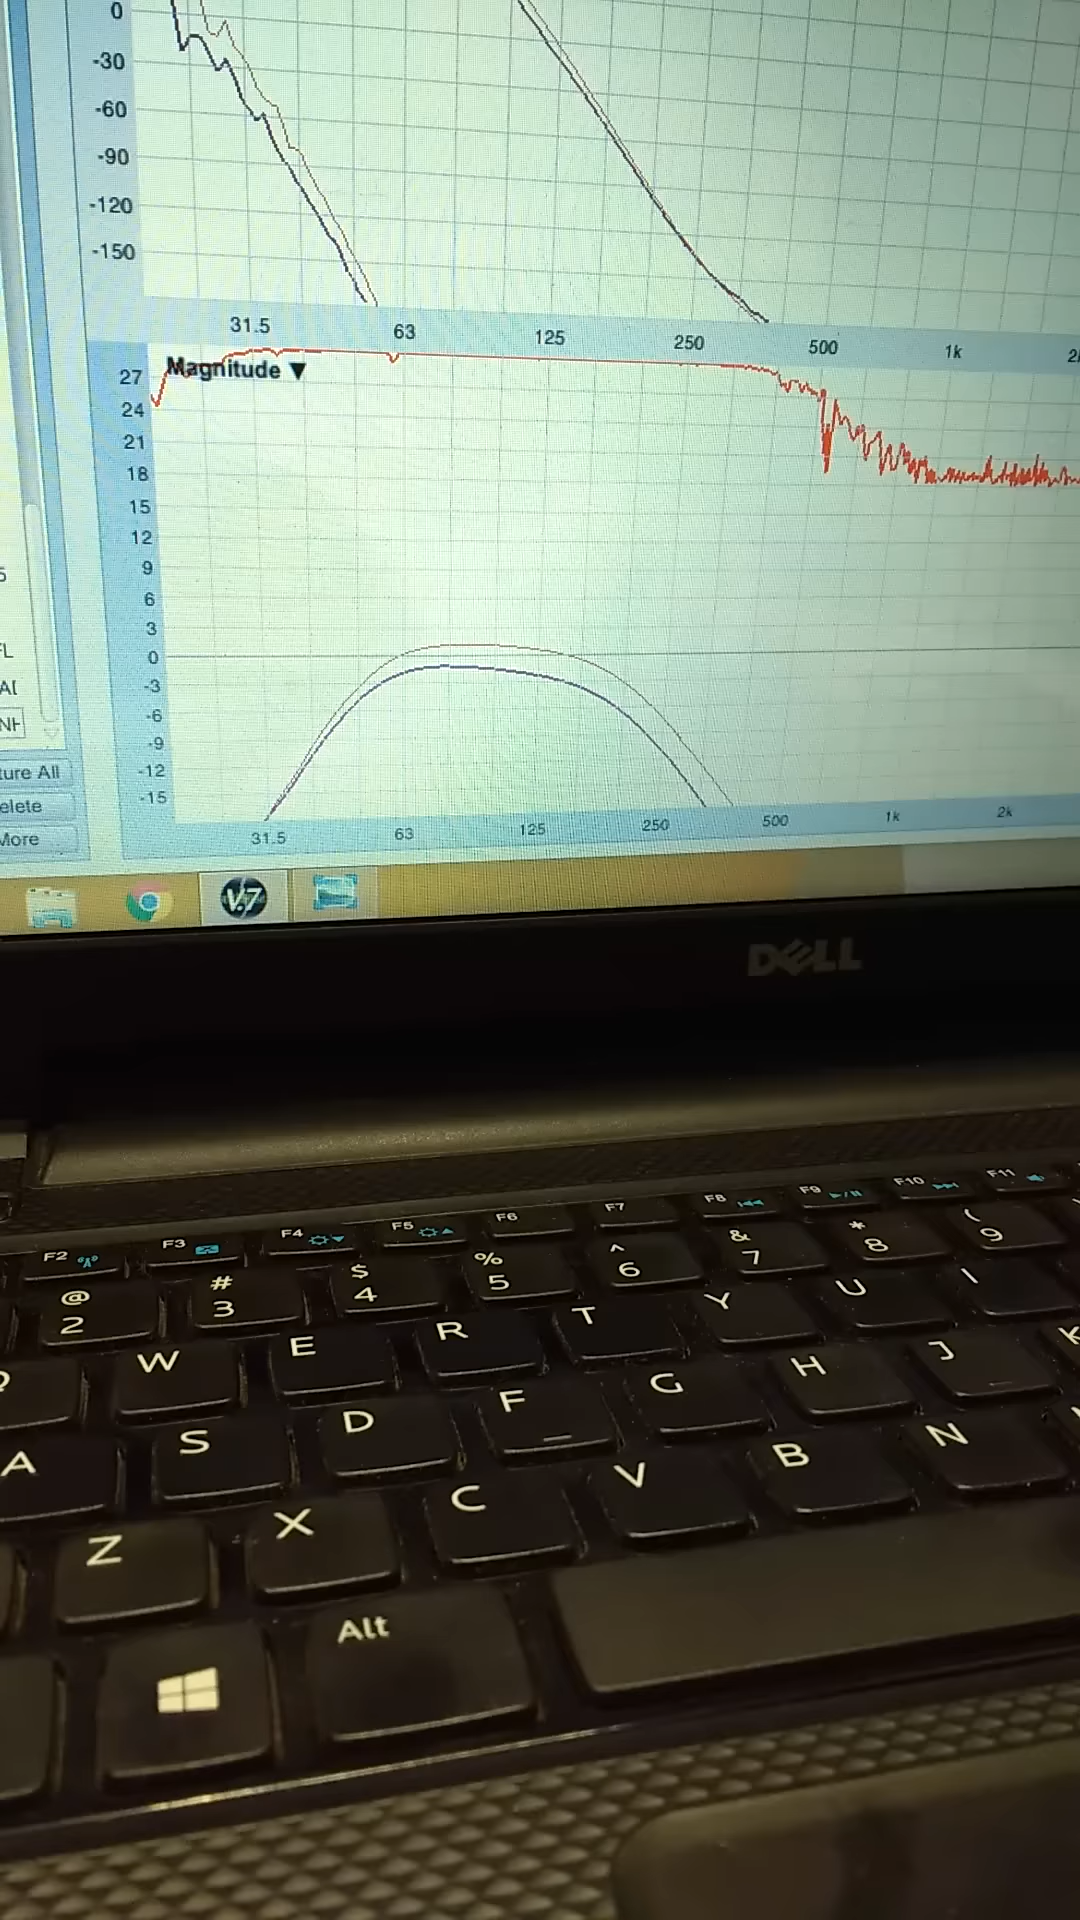 0
-30
-60
-90
-120
-150
31.5 63 125 250 500 1k
Magnitude ▼
27
24
21
18
15
12
9
6
3
0
-3
-6
-9
-12
-15
31.5 63 125 250 500 1k 2k
ture All
elete
More
V.7
DELL
F2 F3 F4 F5 F6 F7 F8 F9 F10 F11
@ # $ % ^ & * (
2 3 4 5 6 7 8 9
W E R T Y U I
A S D F G H J K
Z X C V B N
Alt